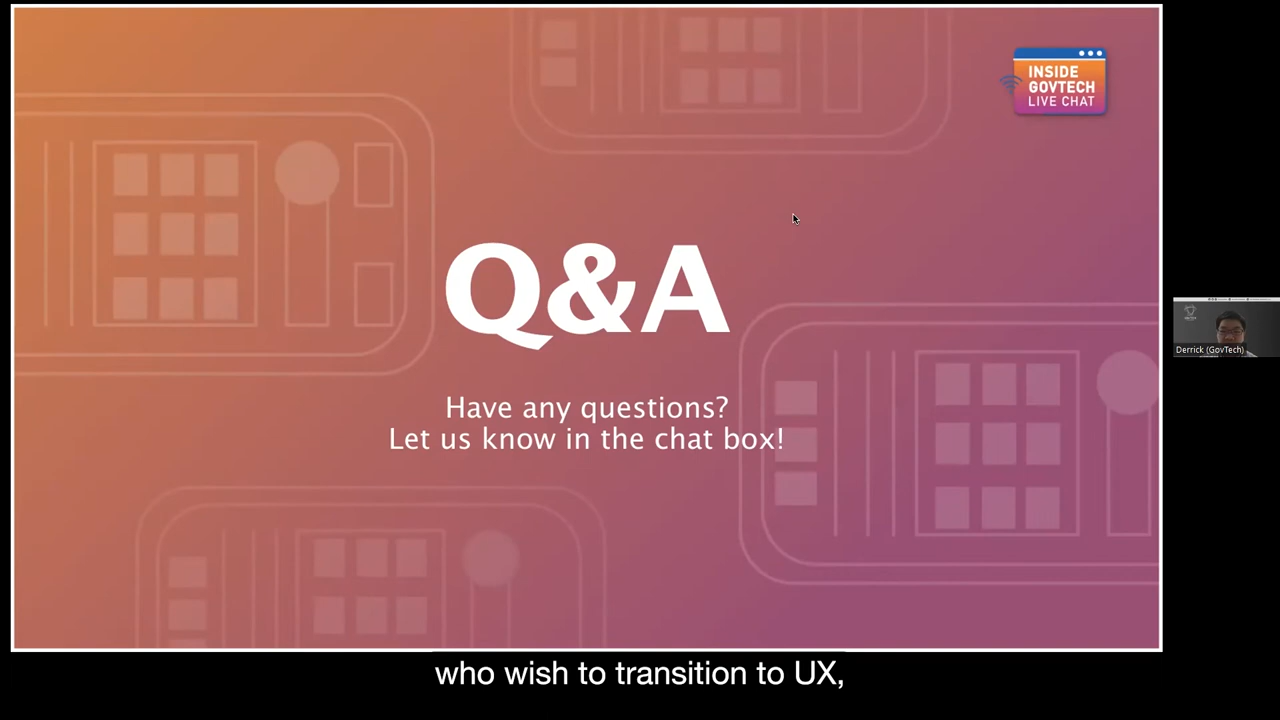 INSIDE
GOVTECH
LIVE CHAT
Q&A
Have any questions?
Let us know in the chat box!
Derrick (GovTech)
who wish to transition to UX,